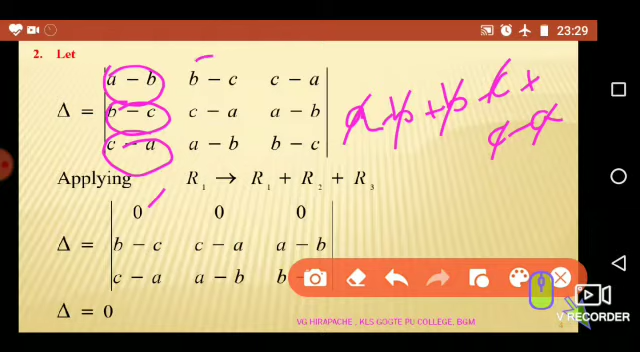 23:29
2. Let
a − b b − c c − a
Δ = b − c c − a a − b
c − a a − b b − c
Applying R₁ → R₁ + R₂ + R₃
0 0 0
Δ = b − c c − a a − b
c − a a − b b −
Δ = 0
a − b + b − c +
c − a
V RECORDER
VG HIRAPACHE , KLS GOGTE PU COLLEGE, BGM